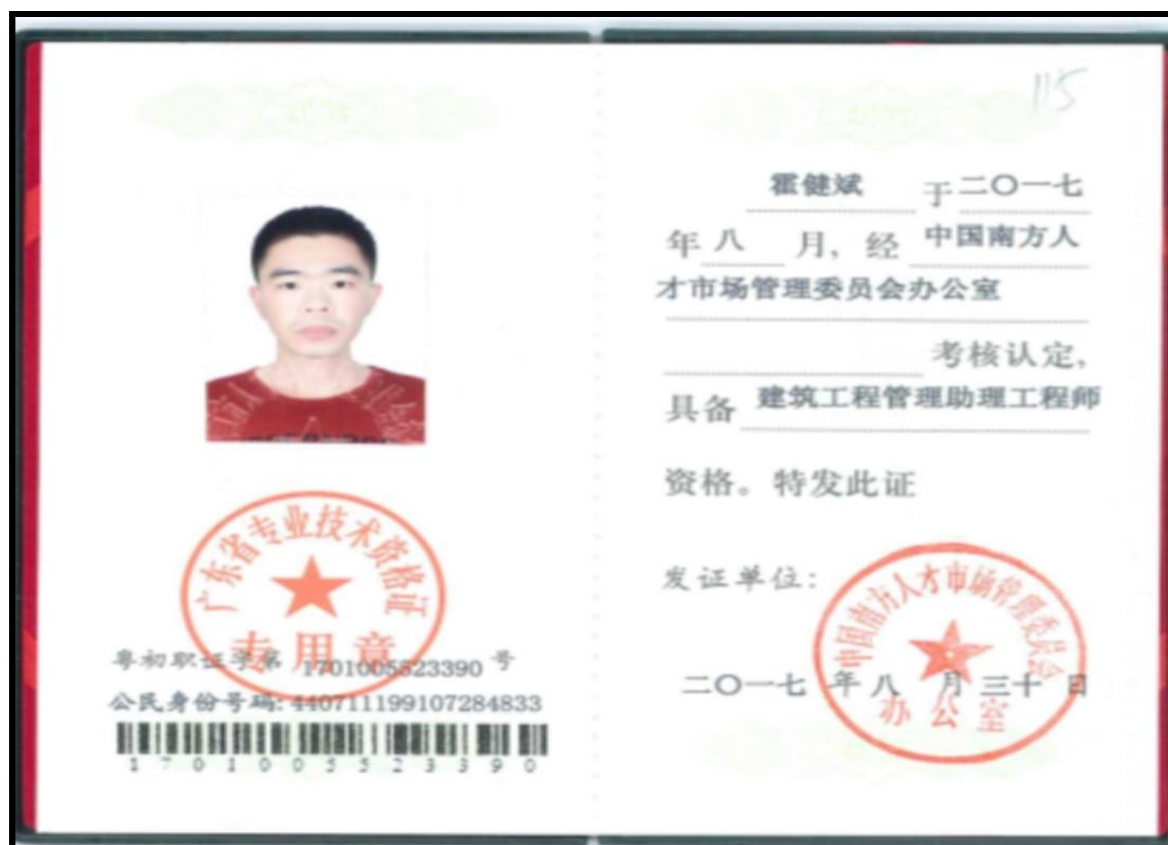 广东省专业技术资格证
专用章
粤初职证字第 1701005523390 号
公民身份号码: 440711199107284833
1701005523390
115
霍健斌 于二〇一七
年 八 月, 经 中国南方人
才市场管理委员会办公室
考核认定,
具备 建筑工程管理助理工程师
资格。特发此证
发证单位:
中国南方人才市场管理委员会
办公室
二〇一七 年 八 月 三十 日